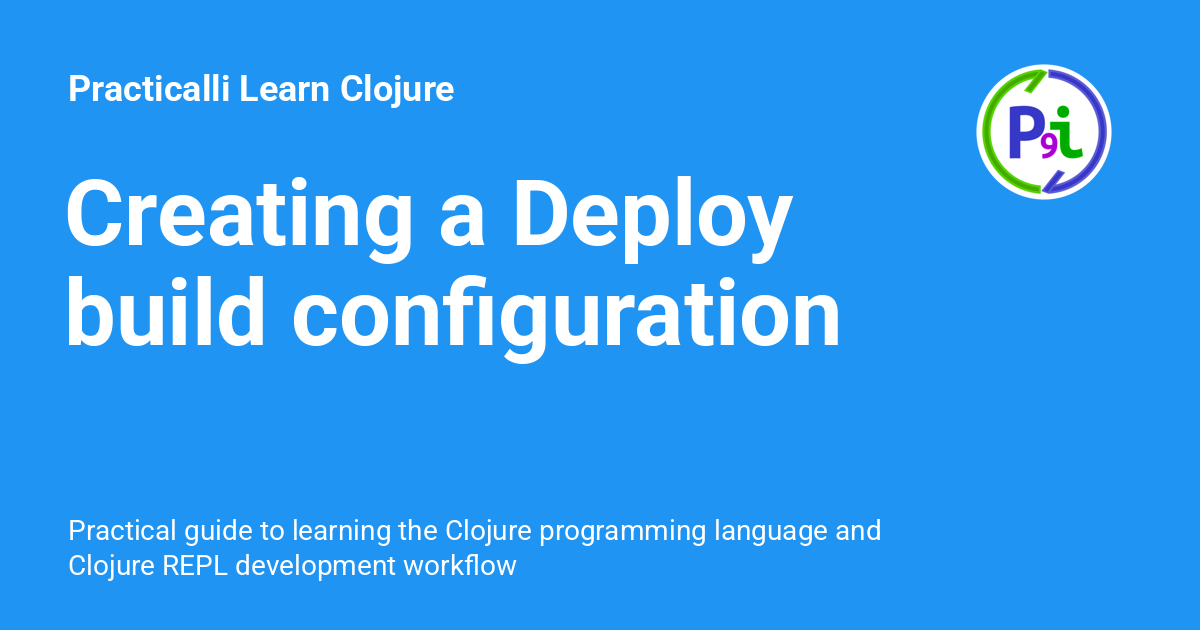 Practicalli Learn Clojure
P9i
Creating a Deploy
build configuration
Practical guide to learning the Clojure programming language and
Clojure REPL development workflow